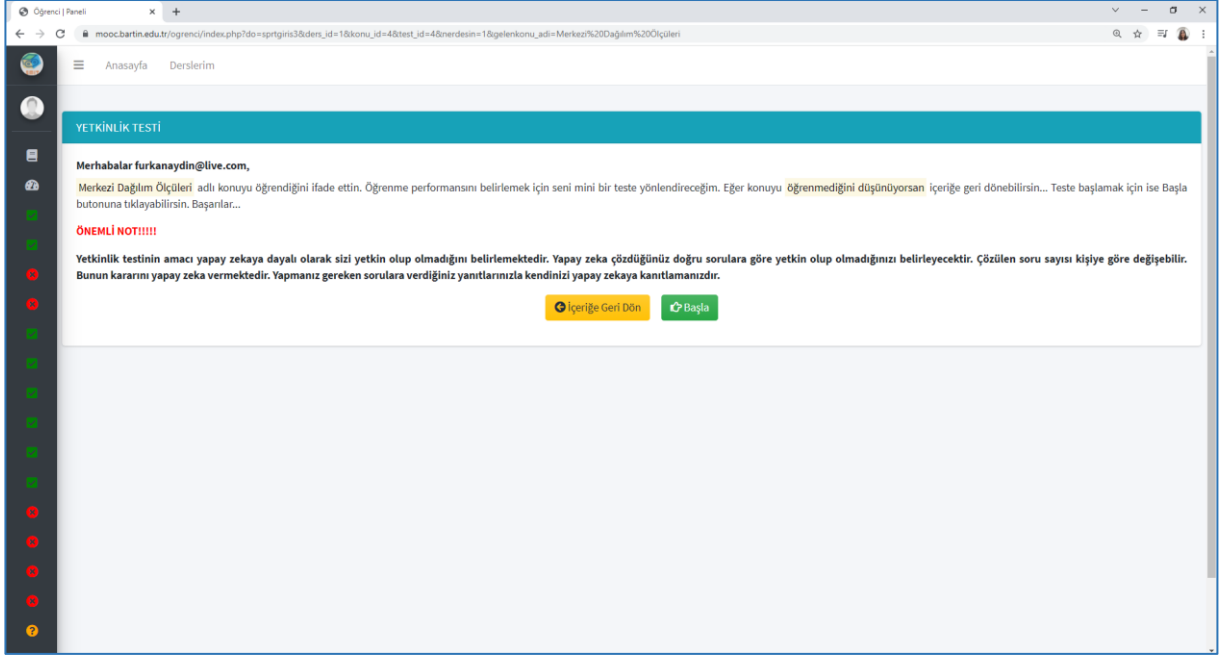 Öğrenci | Paneli
mooc.bartin.edu.tr/ogrenci/index.php?do=sprtgiris3&ders_id=1&konu_id=4&test_id=4&nerdesin=1&gelenkonu_adi=Merkezi%20Dağılım%20Ölçüleri
Anasayfa Derslerim
YETKİNLİK TESTİ
Merhabalar furkanaydin@live.com,
Merkezi Dağılım Ölçüleri adlı konuyu öğrendiğini ifade ettin. Öğrenme performansını belirlemek için seni mini bir teste yönlendireceğim. Eğer konuyu öğrenmediğini düşünüyorsan içeriğe geri dönebilirsin... Teste başlamak için ise Başla
butonuna tıklayabilirsin. Başarılar...
ÖNEMLİ NOT!!!!!
Yetkinlik testinin amacı yapay zekaya dayalı olarak sizi yetkin olup olmadığını belirlemektedir. Yapay zeka çözdüğünüz doğru sorulara göre yetkin olup olmadığınızı belirleyecektir. Çözülen soru sayısı kişiye göre değişebilir.
Bunun kararını yapay zeka vermektedir. Yapmanız gereken sorulara verdiğiniz yanıtlarınızla kendinizi yapay zekaya kanıtlamanızdır.
İçeriğe Geri Dön Başla